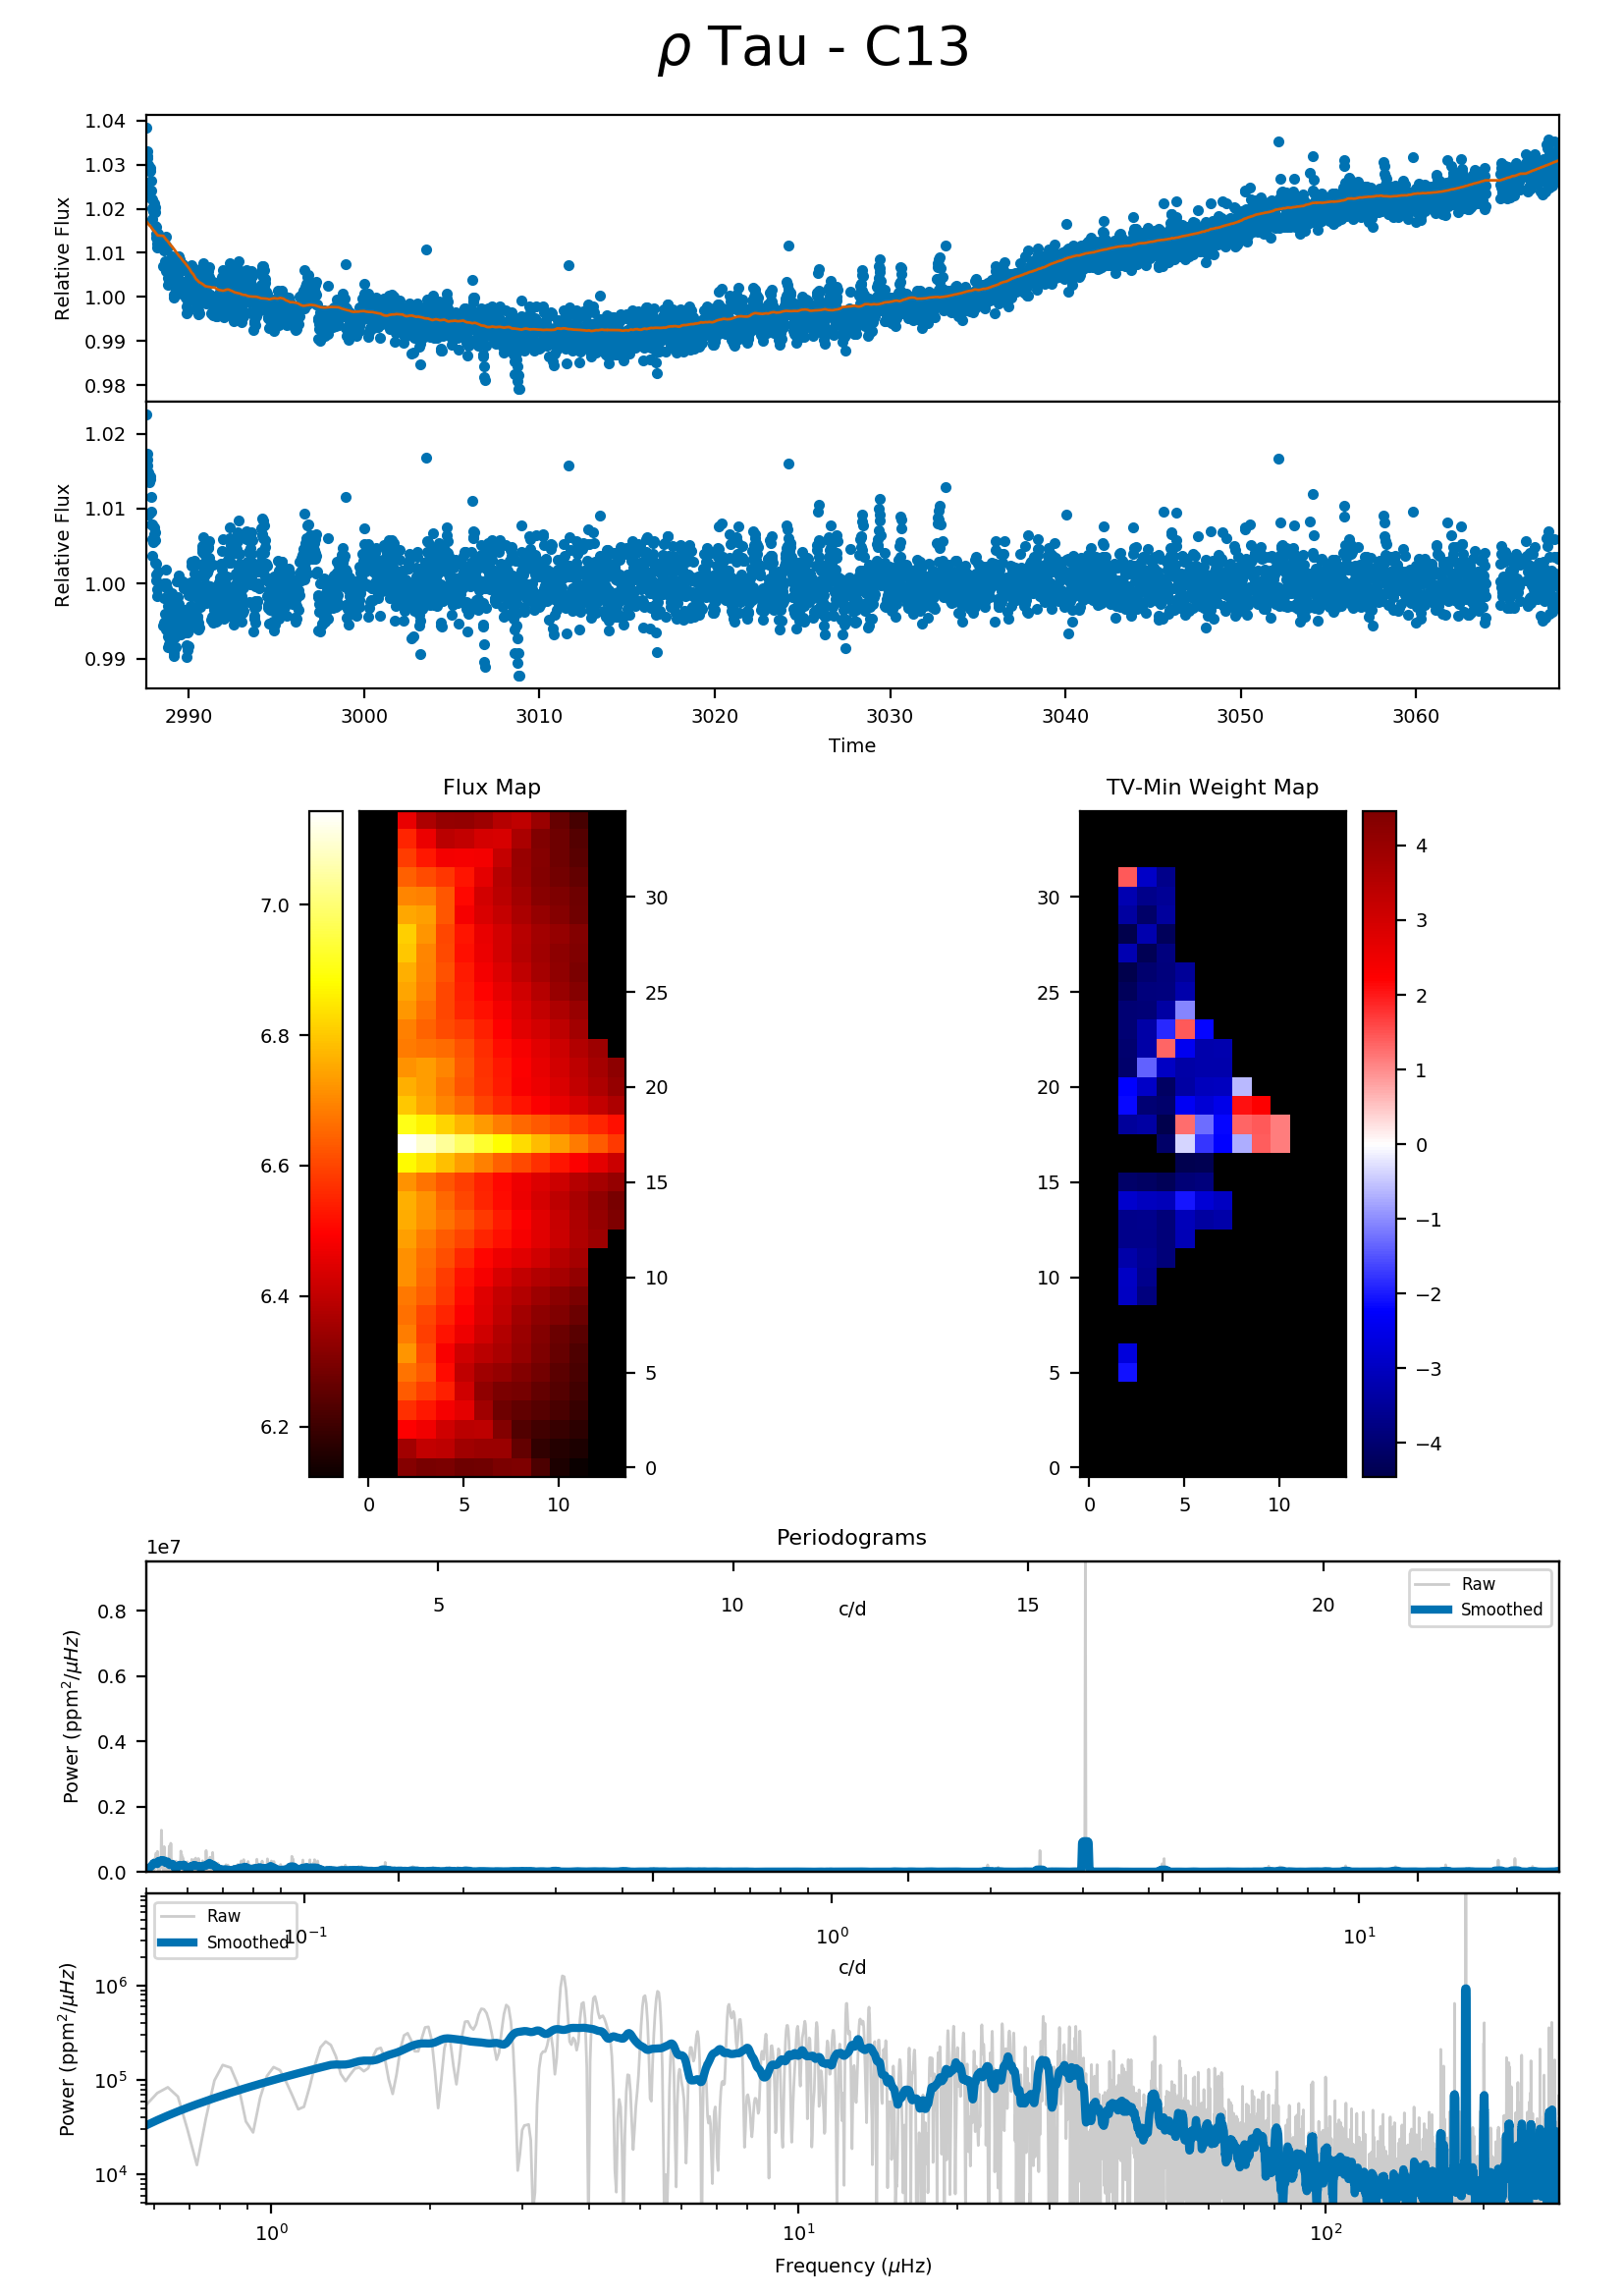 ρ Tau - C13
1.04
1.03
1.02
1.01
1.00
0.99
0.98
Relative Flux
1.02
1.01
1.00
0.99
Relative Flux
2990 3000 3010 3020 3030 3040 3050 3060
Time
Flux Map
7.0
6.8
6.6
6.4
6.2
30
25
20
15
10
5
0
0 5 10
TV-Min Weight Map
30
25
20
15
10
5
0
0 5 10
4
3
2
1
0
−1
−2
−3
−4
Periodograms
1e7
0.8
0.6
0.4
0.2
0.0
Power (ppm²/μHz)
5 10 15 20
c/d
Raw
Smoothed
Raw
Smoothed
10⁻¹ 10⁰ 10¹
c/d
10⁶
10⁵
10⁴
Power (ppm²/μHz)
10⁰ 10¹ 10²
Frequency (μHz)